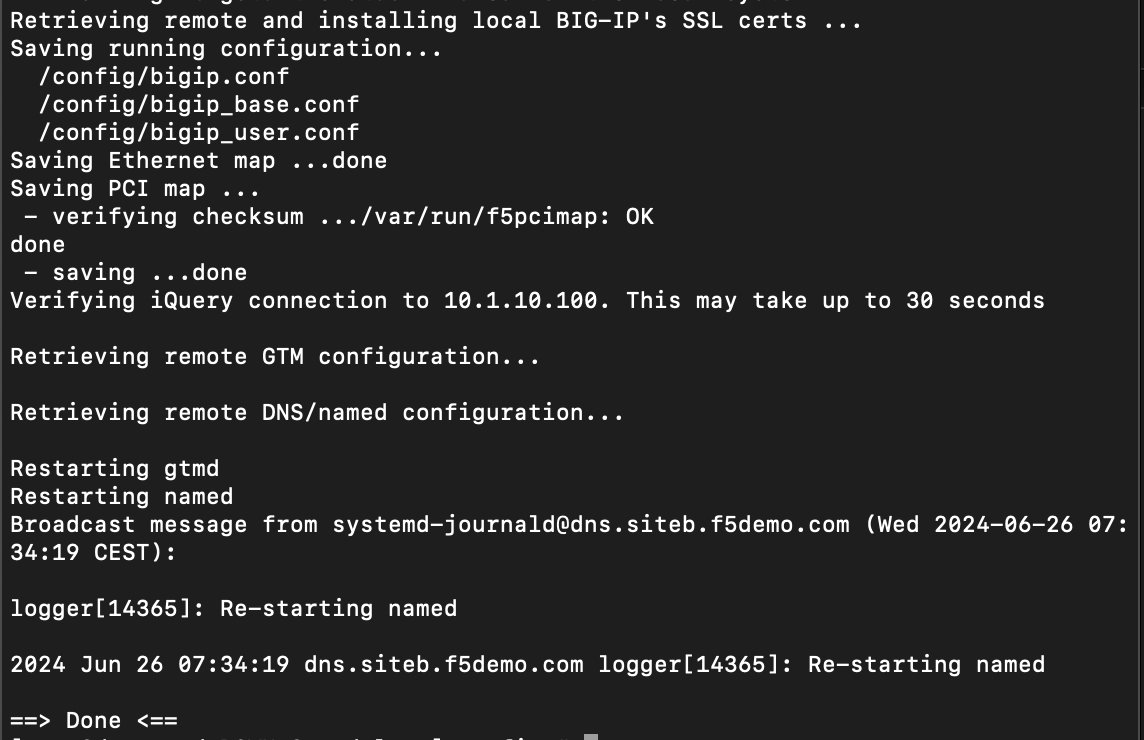 Retrieving remote and installing local BIG-IP's SSL certs ...
Saving running configuration...
  /config/bigip.conf
  /config/bigip_base.conf
  /config/bigip_user.conf
Saving Ethernet map ...done
Saving PCI map ...
 - verifying checksum .../var/run/f5pcimap: OK
done
 - saving ...done
Verifying iQuery connection to 10.1.10.100. This may take up to 30 seconds
Retrieving remote GTM configuration...
Retrieving remote DNS/named configuration...
Restarting gtmd
Restarting named
Broadcast message from systemd-journald@dns.siteb.f5demo.com (Wed 2024-06-26 07:
34:19 CEST):
logger[14365]: Re-starting named
2024 Jun 26 07:34:19 dns.siteb.f5demo.com logger[14365]: Re-starting named
==> Done <==